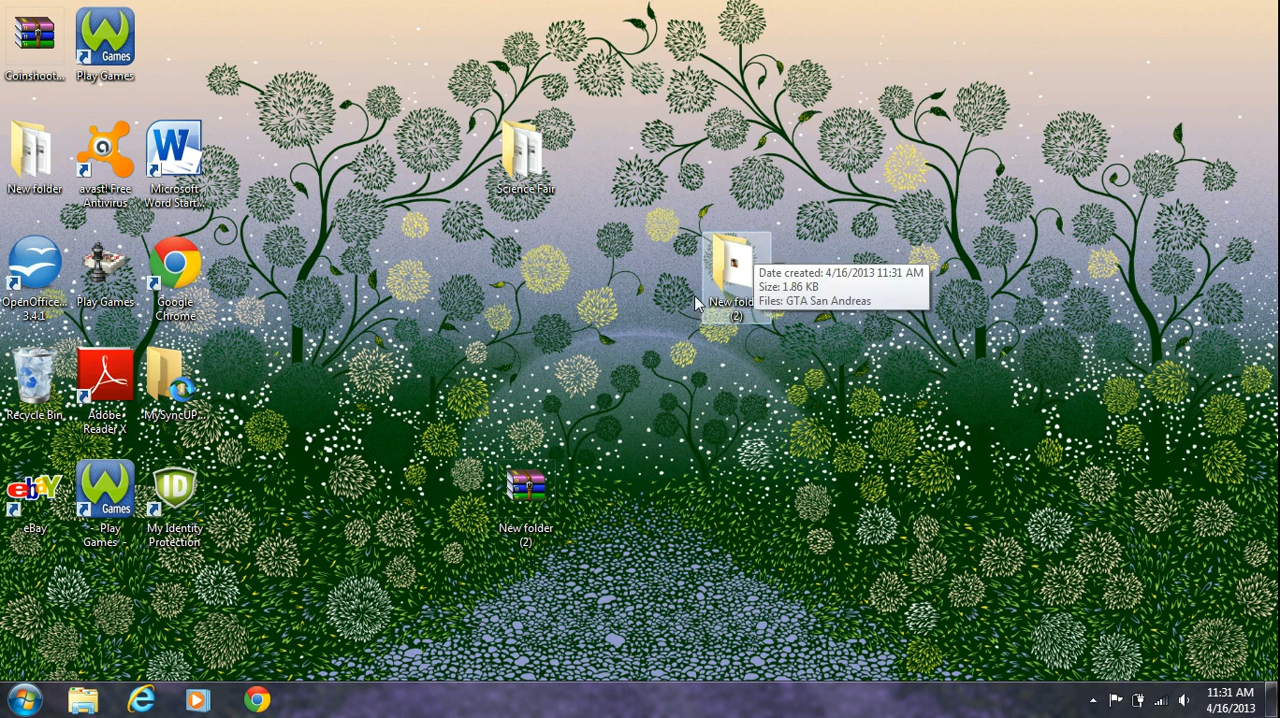 Coinshoot...
Games
Play Games
New folder
avast! Free
Antivirus
W
Microsoft
Word Start...
Science Fair
OpenOffice...
3.4.1
Play Games
Google
Chrome
New fold
(2)
Date created: 4/16/2013 11:31 AM
Size: 1.86 KB
Files: GTA San Andreas
Recycle Bin
Adobe
Reader X
MySyncUP...
ebaY
eBay
Games
Play
Games -
ID
My Identity
Protection
New folder
(2)
11:31 AM
4/16/2013